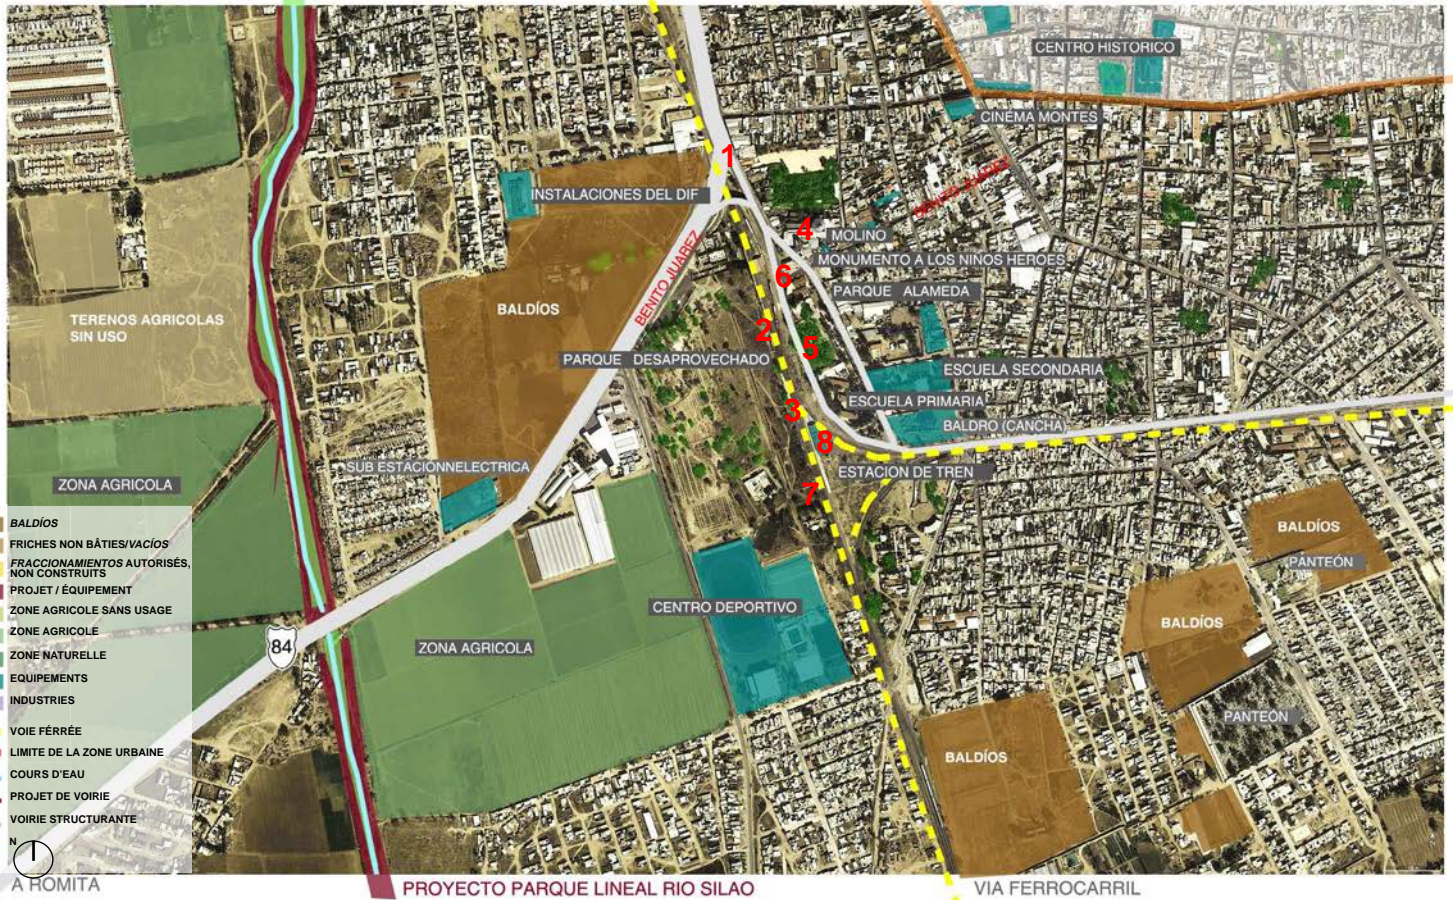 CENTRO HISTORICO
CINÉMA MONTES
1
INSTALACIONES DEL DIF
BENITO JUAREZ
4
MOLINO
BENITO JUAREZ
MONUMENTO A LOS NIÑOS HEROES
6
PARQUE ALAMEDA
BALDÍOS
TERENOS AGRICOLAS
SIN USO
2
5
PARQUE DESAPROVECHADO
ESCUELA SECONDARIA
ESCUELA PRIMARIA
3
BALDRO (CANCHA)
8
SUB ESTACIONNELECTRICA
ESTACION DE TREN
ZONA AGRICOLA
7
BALDÍOS
PANTEÓN
CENTRO DEPORTIVO
BALDÍOS
84
ZONA AGRICOLA
PANTEÓN
BALDÍOS
BALDÍOS
FRICHES NON BÂTIES/VACÍOS
FRACCIONAMIENTOS AUTORISÉS,
NON CONSTRUITS
PROJET / ÉQUIPEMENT
ZONE AGRICOLE SANS USAGE
ZONE AGRICOLE
ZONE NATURELLE
EQUIPEMENTS
INDUSTRIES
VOIE FÉRRÉE
LIMITE DE LA ZONE URBAINE
COURS D'EAU
PROJET DE VOIRIE
VOIRIE STRUCTURANTE
N
A ROMITA
PROYECTO PARQUE LINEAL RIO SILAO
VIA FERROCARRIL